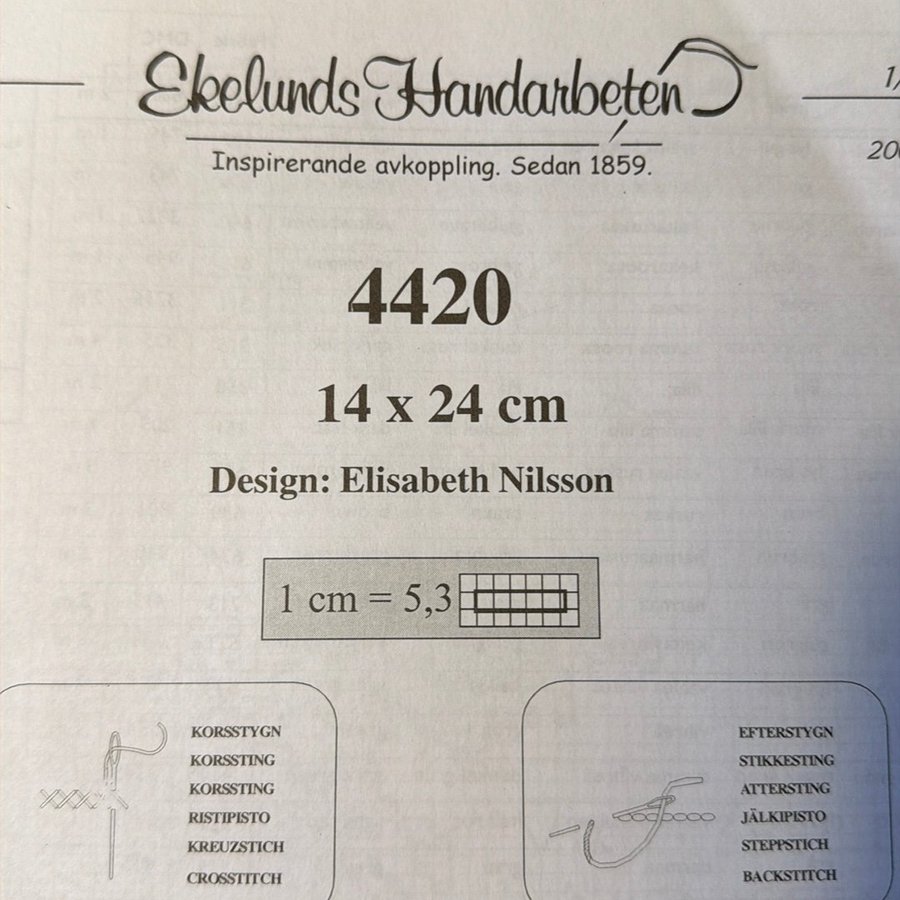 Ekelunds Handarbeten
Inspirerande avkoppling. Sedan 1859.
4420
14 x 24 cm
Design: Elisabeth Nilsson
1 cm = 5,3
KORSSTYGN
KORSSTING
KORSSTING
RISTIPISTO
KREUZSTICH
CROSSTITCH
EFTERSTYGN
STIKKESTING
ATTERSTING
JÄLKIPISTO
STEPPSTICH
BACKSTITCH